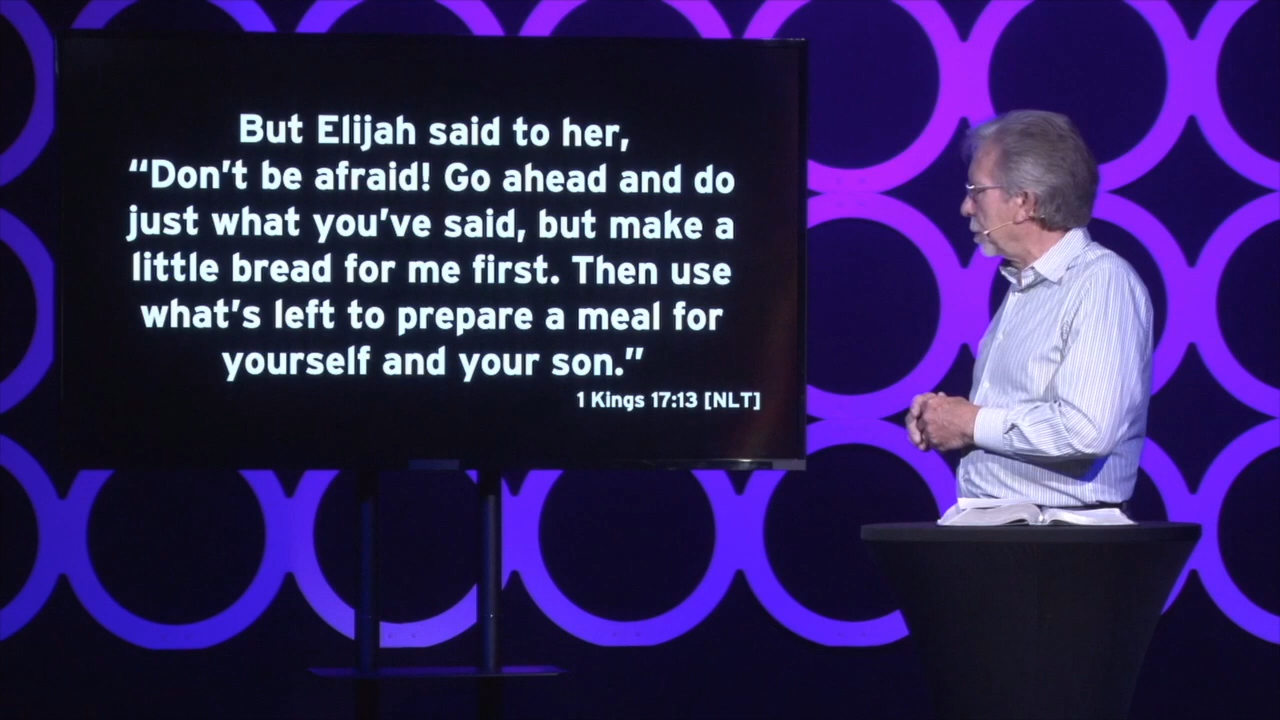 But Elijah said to her,
“Don’t be afraid! Go ahead and do
just what you’ve said, but make a
little bread for me first. Then use
what’s left to prepare a meal for
yourself and your son.”
1 Kings 17:13 [NLT]